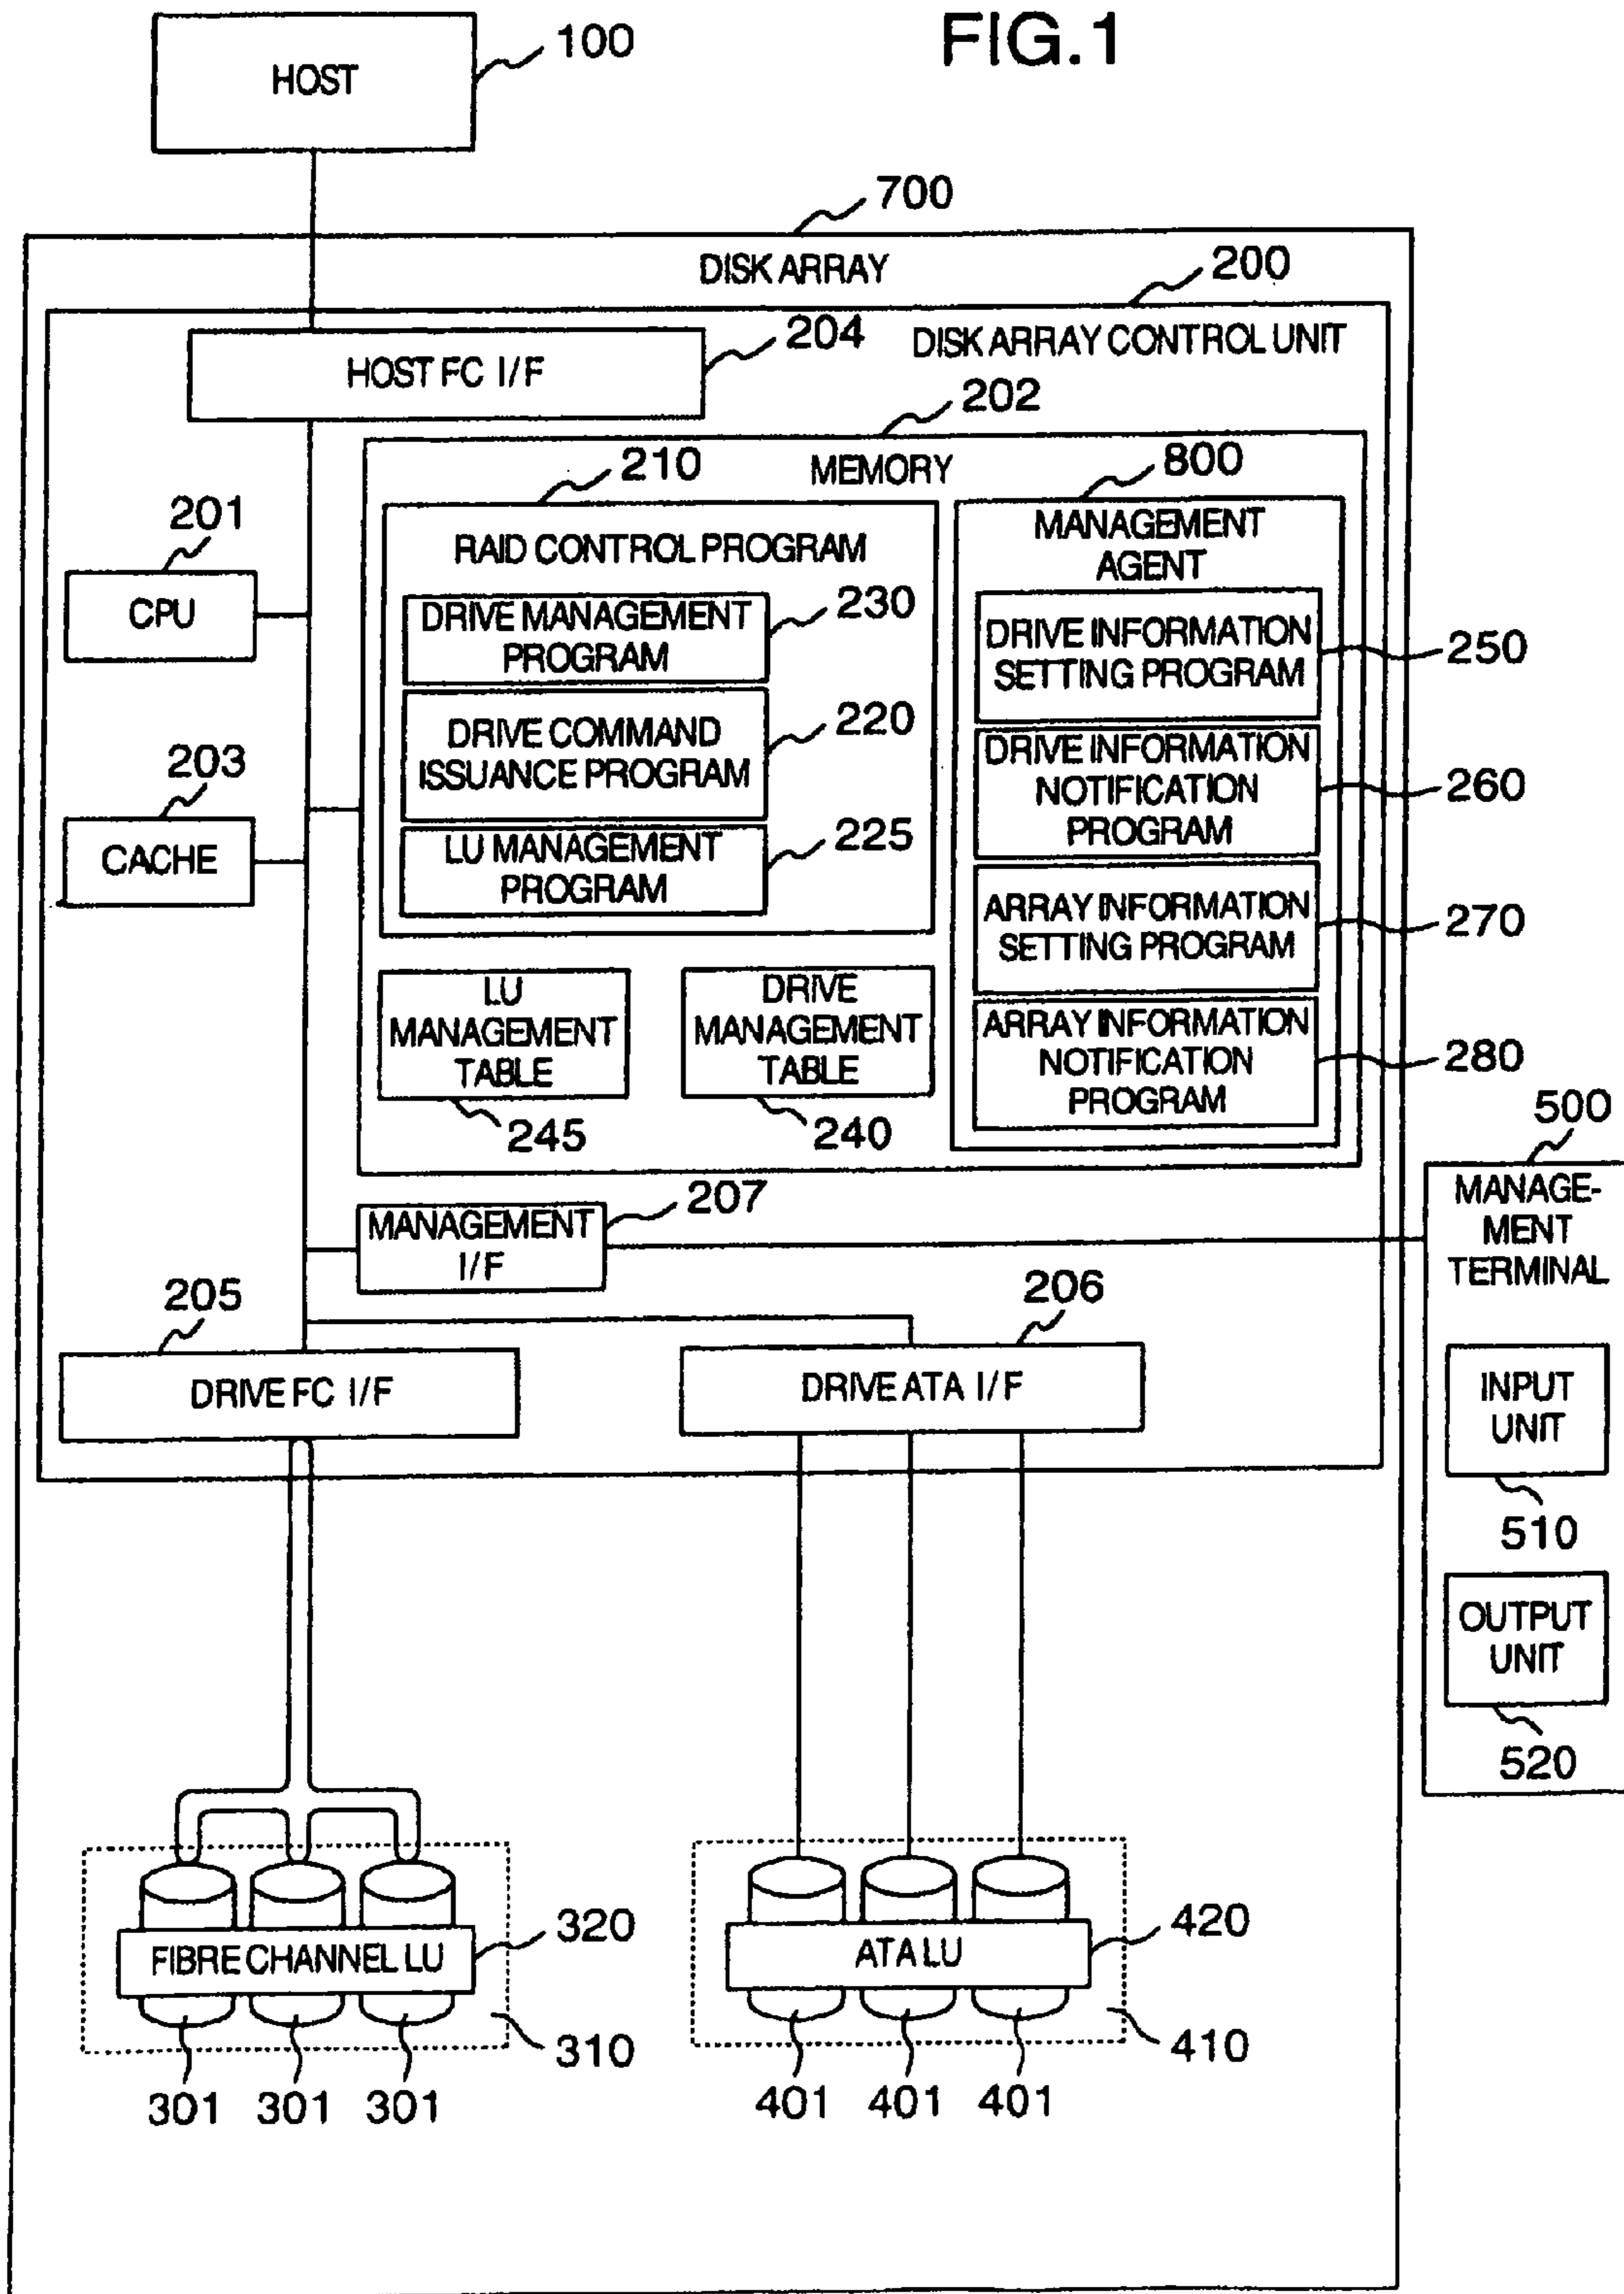 FIG.1
HOST
100
700
DISK ARRAY
200
DISK ARRAY CONTROL UNIT
HOST FC I/F
204
202
MEMORY
210
RAID CONTROL PROGRAM
DRIVE MANAGEMENT
PROGRAM
230
DRIVE COMMAND
ISSUANCE PROGRAM
220
LU MANAGEMENT
PROGRAM
225
800
MANAGEMENT
AGENT
DRIVE INFORMATION
SETTING PROGRAM
250
DRIVE INFORMATION
NOTIFICATION
PROGRAM
260
ARRAY INFORMATION
SETTING PROGRAM
270
ARRAY INFORMATION
NOTIFICATION
PROGRAM
280
201
CPU
203
CACHE
LU
MANAGEMENT
TABLE
245
DRIVE
MANAGEMENT
TABLE
240
MANAGEMENT
I/F
207
500
MANAGE-
MENT
TERMINAL
INPUT
UNIT
510
OUTPUT
UNIT
520
205
DRIVE FC I/F
206
DRIVE ATA I/F
FIBRE CHANNEL LU
320
310
301
301
301
ATA LU
420
410
401
401
401